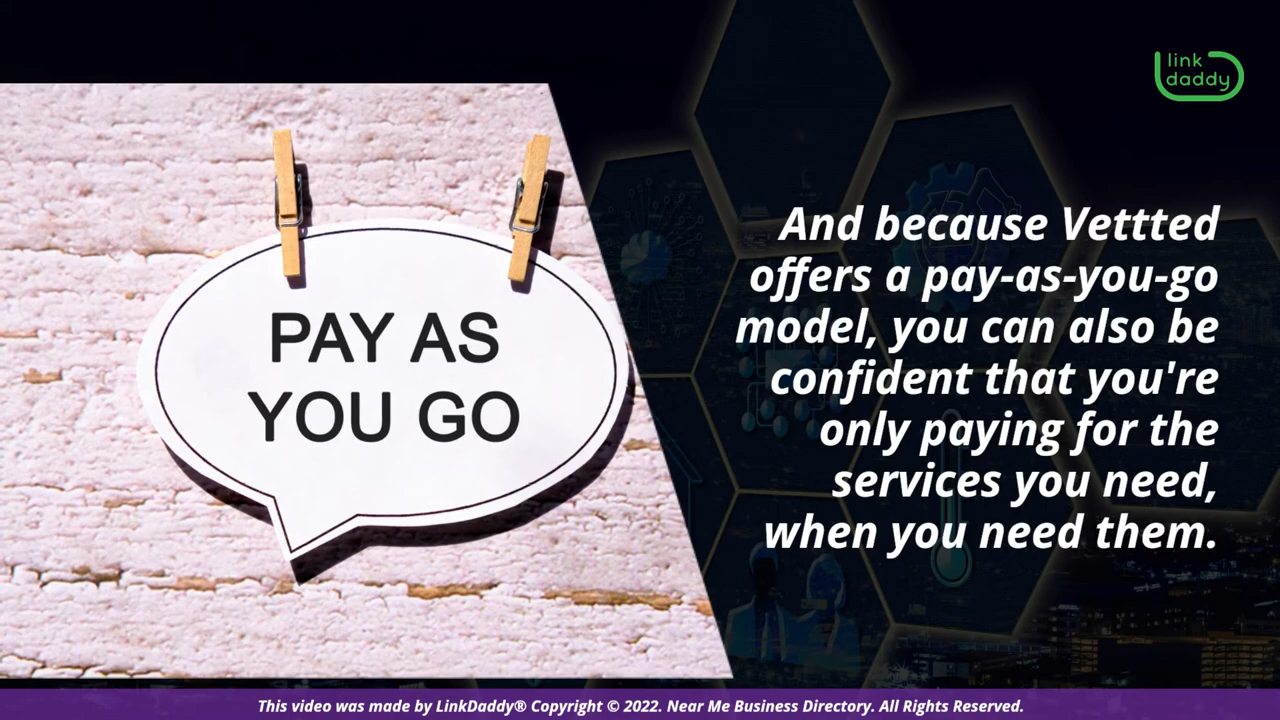 link
daddy
PAY AS
YOU GO
And because Vettted
offers a pay-as-you-go
model, you can also be
confident that you're
only paying for the
services you need,
when you need them.
This video was made by LinkDaddy® Copyright © 2022. Near Me Business Directory. All Rights Reserved.